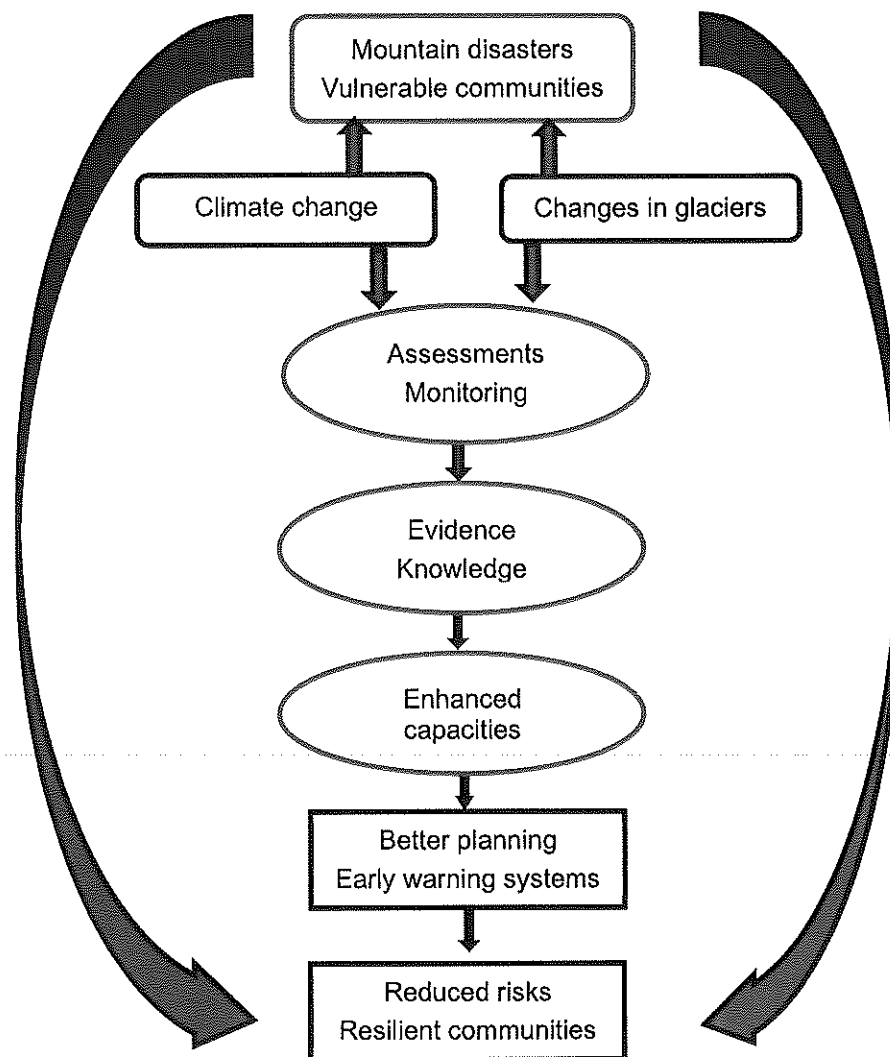 Mountain disasters
Vulnerable communities
Climate change
Changes in glaciers
Assessments
Monitoring
Evidence
Knowledge
Enhanced
capacities
Better planning
Early warning systems
Reduced risks
Resilient communities